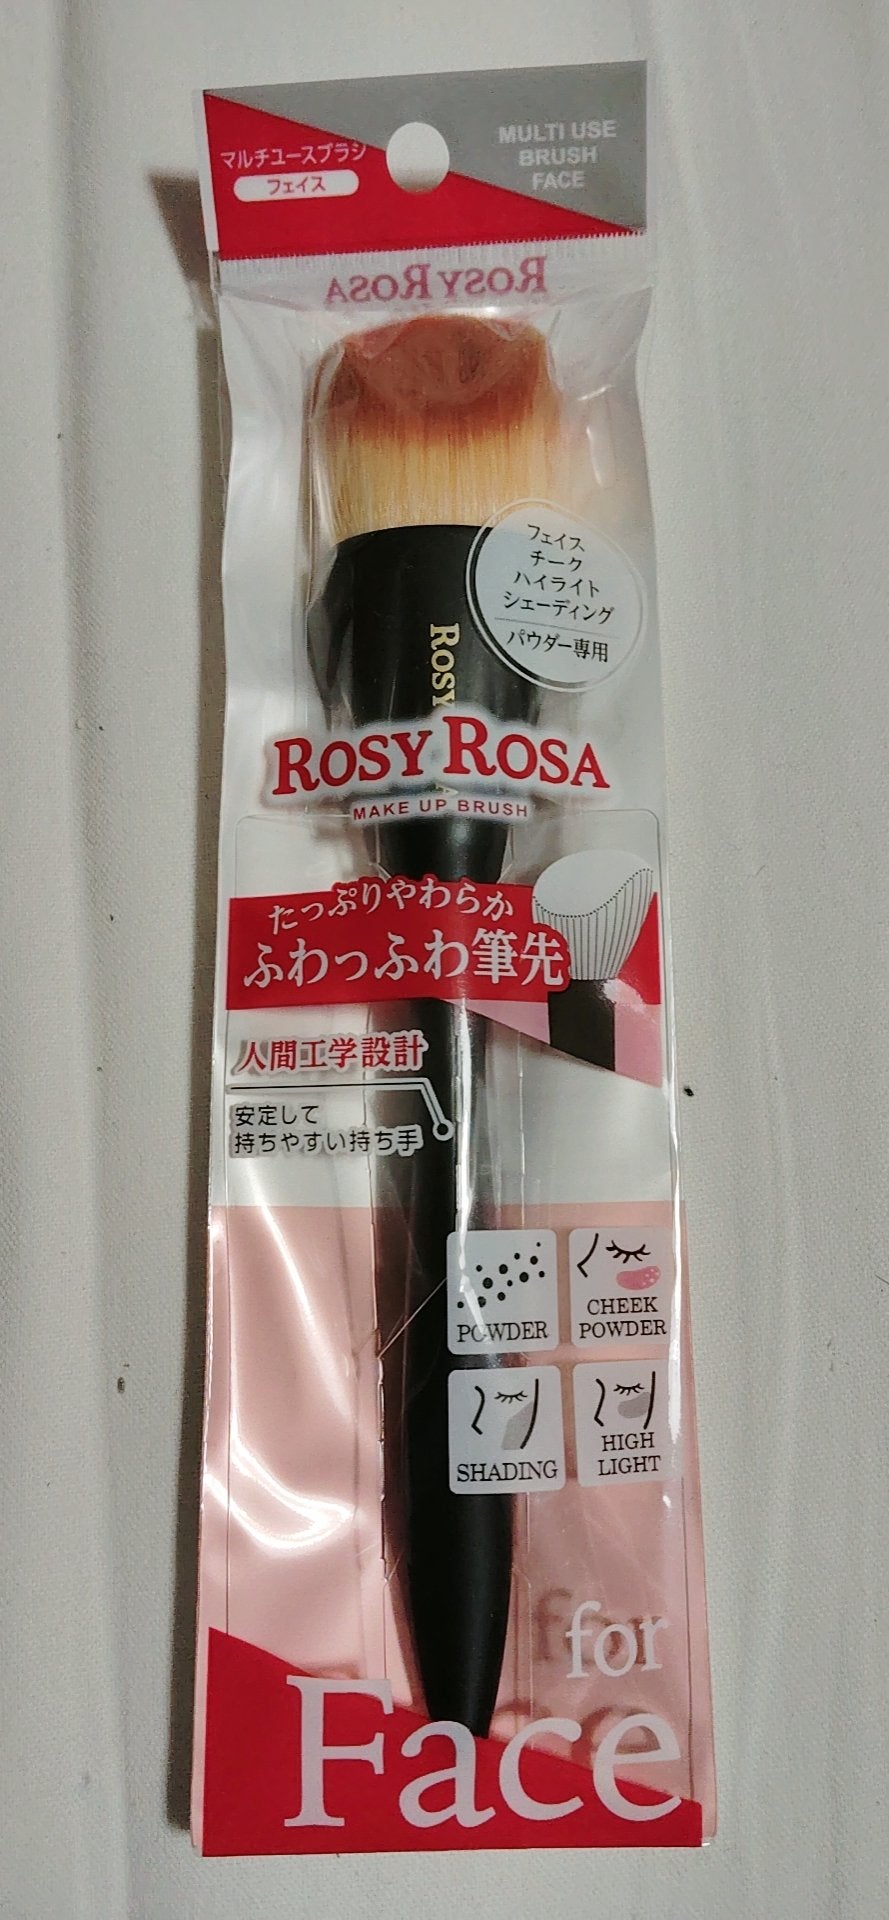 マルチユースブラシ
フェイス
MULTI USE
BRUSH
FACE
ROSY ROSA
フェイス
チーク
ハイライト
シェーディング
パウダー専用
ROSY
A
ROSY ROSA
MAKE UP BRUSH
たっぷりやわらか
ふわっふわ筆先
人間工学設計
安定して
持ちやすい持ち手
POWDER
CHEEK
POWDER
SHADING
HIGH
LIGHT
for
Face